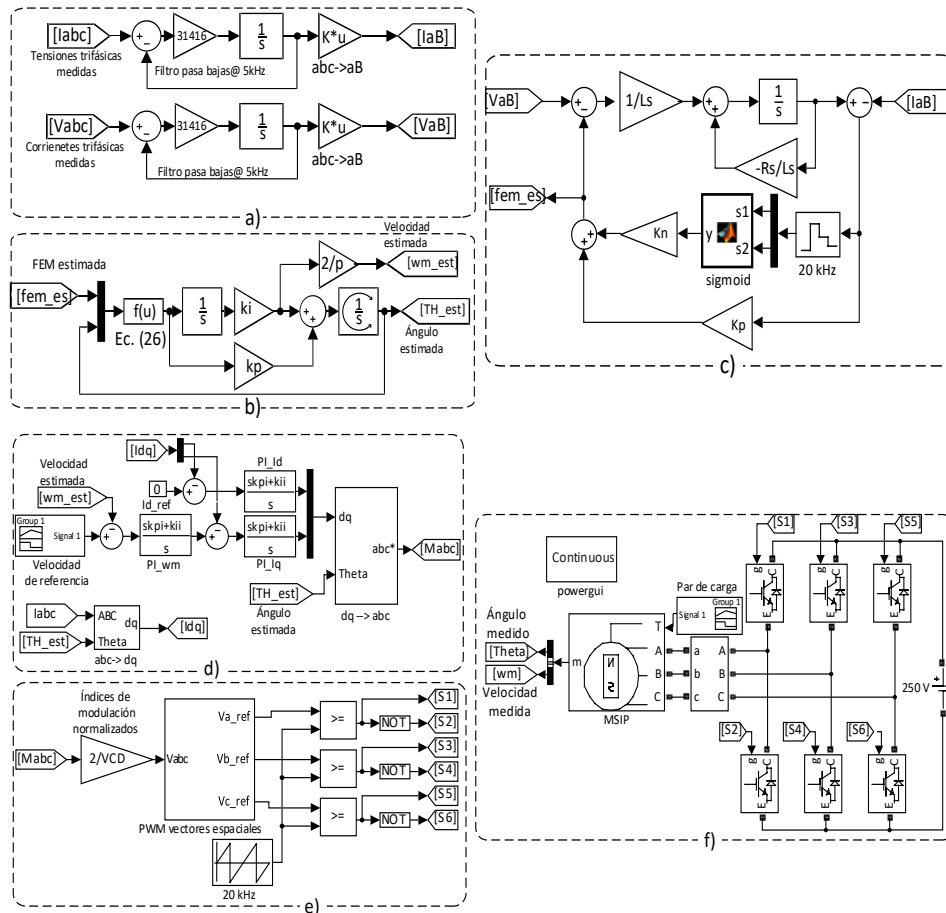 [Iabc]
31416
1
s
K*u
[IaB]
Tensiones trifásicas
medidas
Filtro pasa bajas@ 5kHz
abc->aB
[Vabc]
31416
1
s
K*u
[VaB]
Corrienetes trifásicas
medidas
Filtro pasa bajas@ 5kHz
abc->aB
a)
FEM estimada
[fem_es]
f(u)
Ec. (26)
1
s
ki
kp
2/p
Velocidad
estimada
[wm_est]
1
s
[TH_est]
Ángulo
estimada
b)
[VaB]
1/Ls
1
s
[IaB]
-Rs/Ls
[fem_es]
Kn
y
s1
s2
sigmoid
20 kHz
Kp
c)
[Idq]
Velocidad
estimada
[wm_est]
0
Id_ref
PI_Id
skpi+kii
s
Group 1
Signal 1
Velocidad
de referencia
skpi+kii
s
PI_wm
skpi+kii
s
PI_Iq
dq
abc*
Theta
dq --> abc
[Mabc]
[TH_est]
Ángulo
estimada
Iabc
[TH_est]
ABC
dq
Theta
abc-> dq
[Idq]
d)
Índices de
modulación
normalizados
[Mabc]
2/VCD
Vabc
Va_ref
Vb_ref
Vc_ref
PWM vectores espaciales
20 kHz
>=
>=
>=
NOT
NOT
NOT
[S1]
[S2]
[S3]
[S4]
[S5]
[S6]
e)
[S1]
[S3]
[S5]
g
C
E
g
C
E
g
C
E
Continuous
powergui
Par de carga
Group 1
Signal 1
Ángulo
medido
[Theta]
[wm]
Velocidad
medida
m
N
S
T
A
B
C
MSIP
a
b
c
A
B
C
250 V
[S2]
[S4]
[S6]
g
C
E
g
C
E
g
C
E
f)